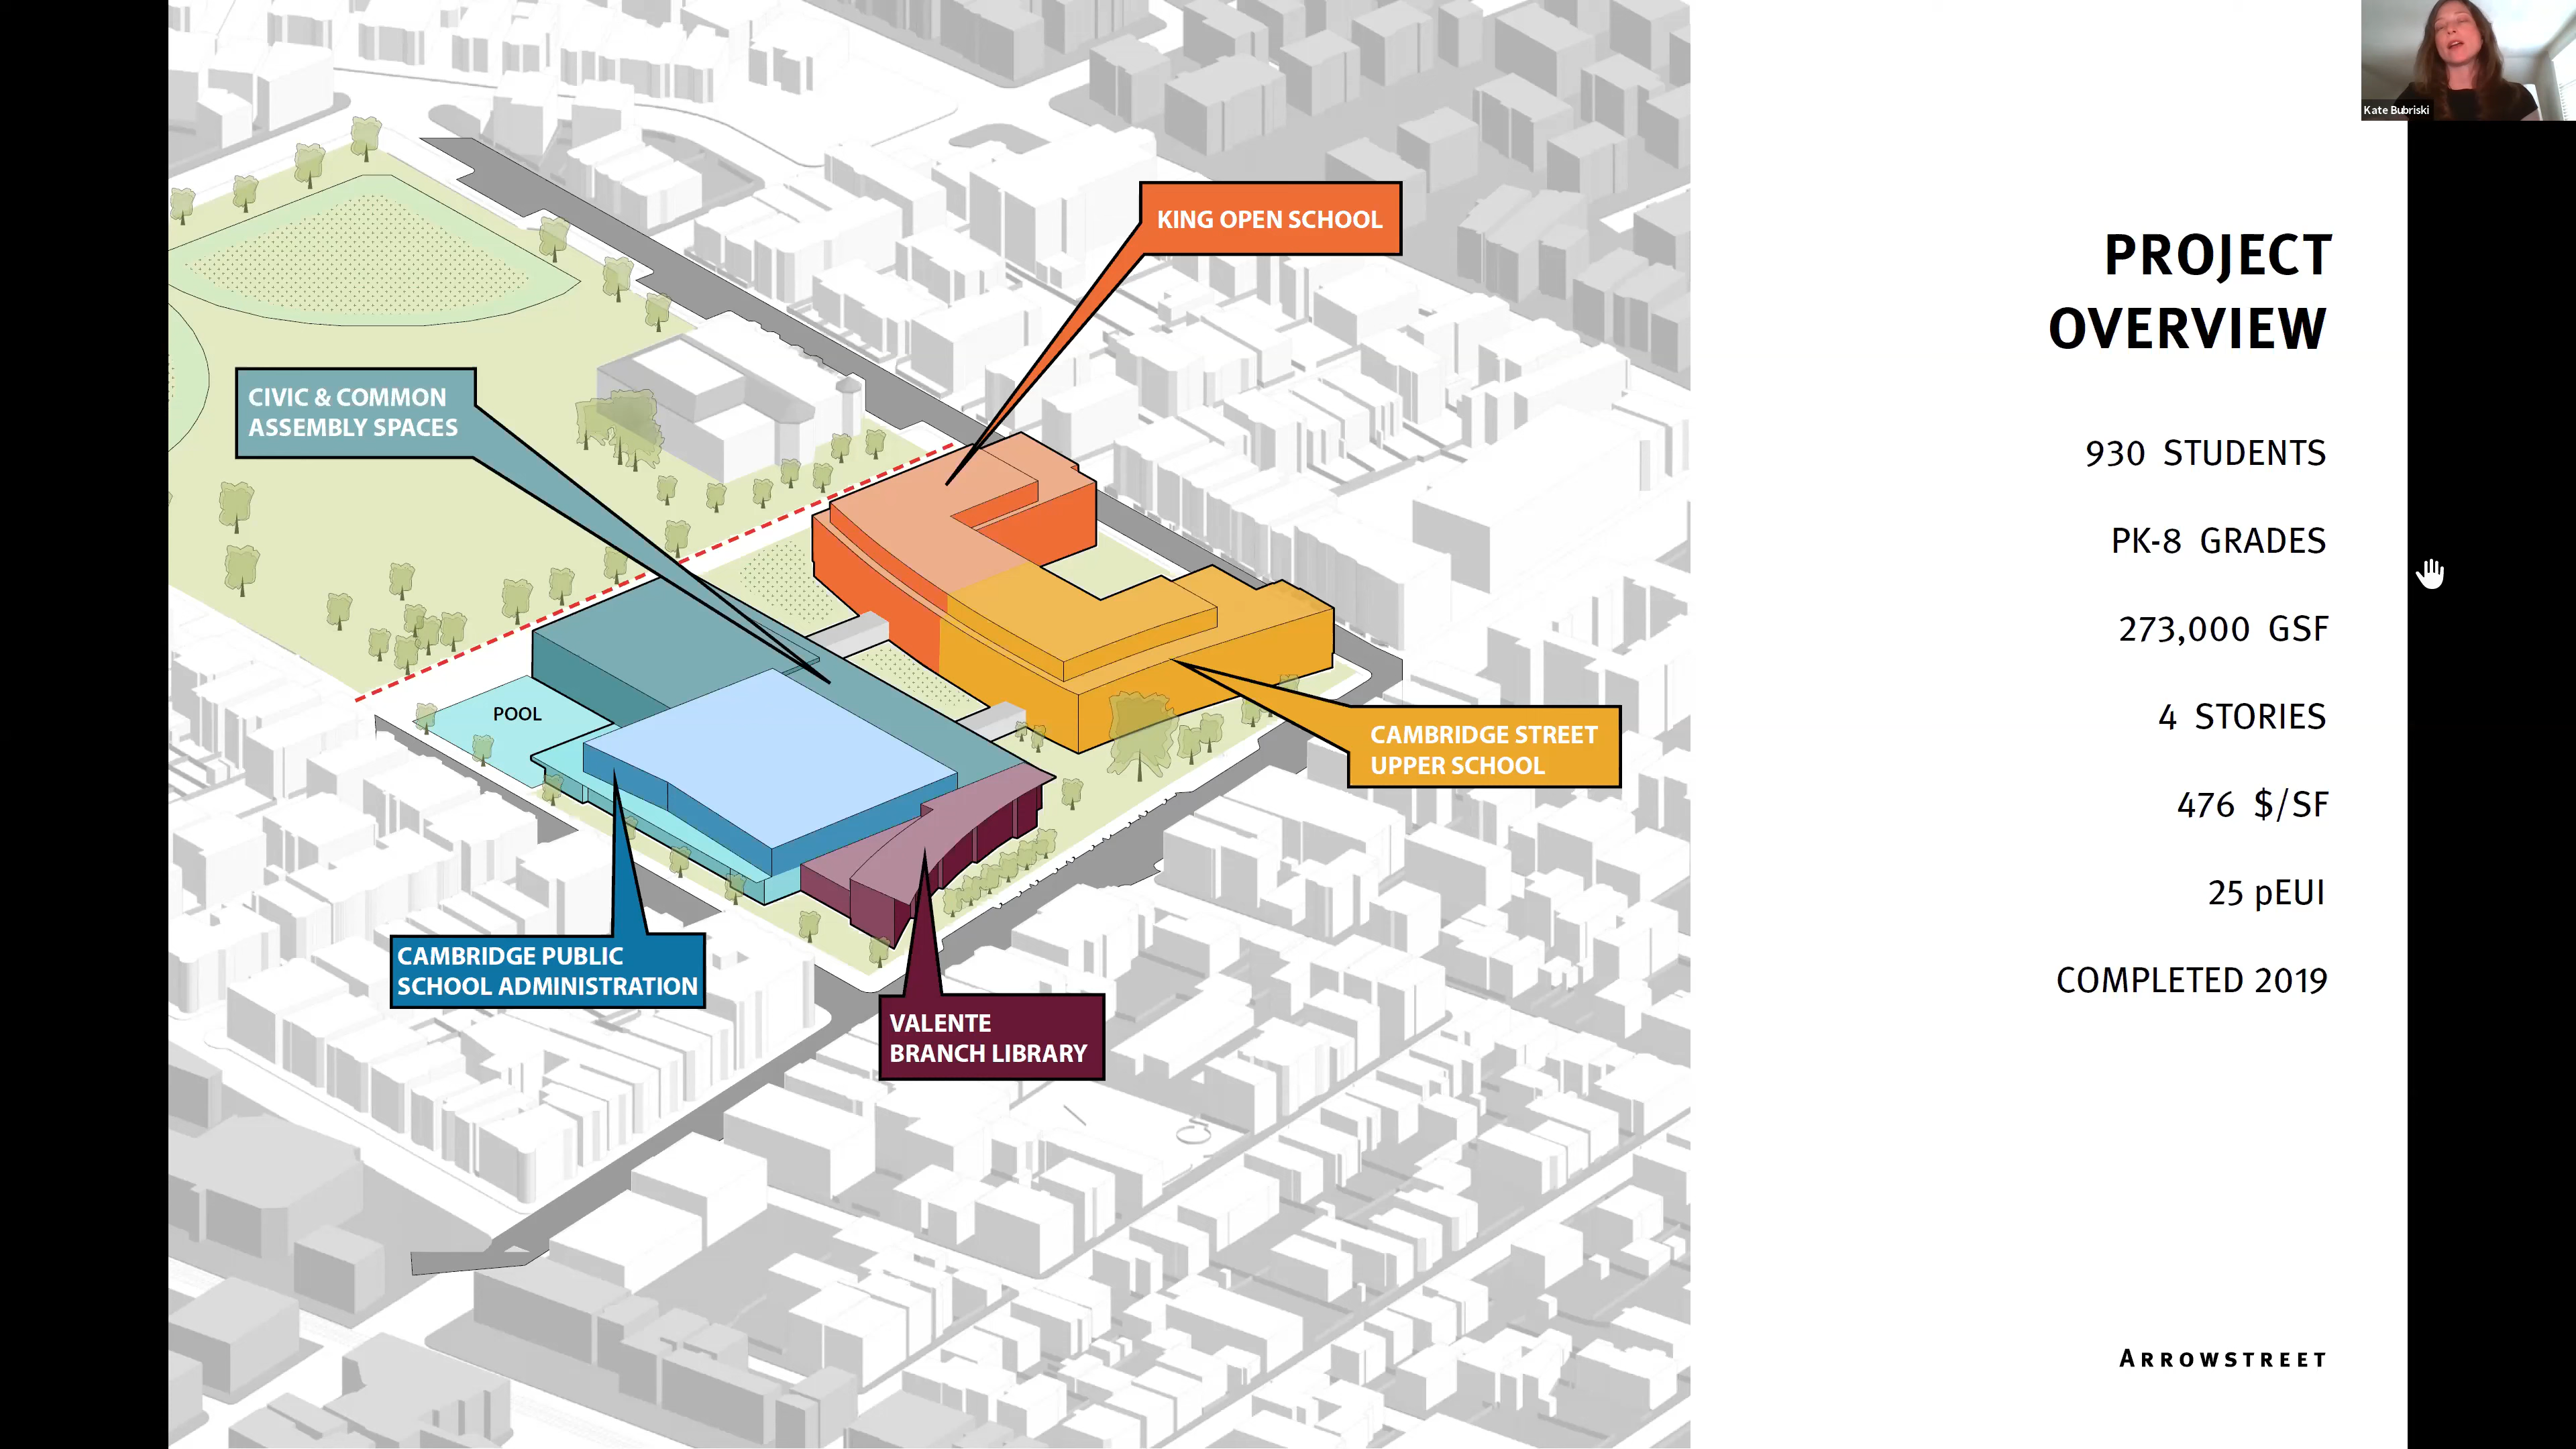 Kate Bubriski
KING OPEN SCHOOL
CIVIC & COMMON
ASSEMBLY SPACES
POOL
CAMBRIDGE STREET
UPPER SCHOOL
CAMBRIDGE PUBLIC
SCHOOL ADMINISTRATION
VALENTE
BRANCH LIBRARY
PROJECT
OVERVIEW
930 STUDENTS
PK-8 GRADES
273,000 GSF
4 STORIES
476 $/SF
25 pEUI
COMPLETED 2019
ARROWSTREET